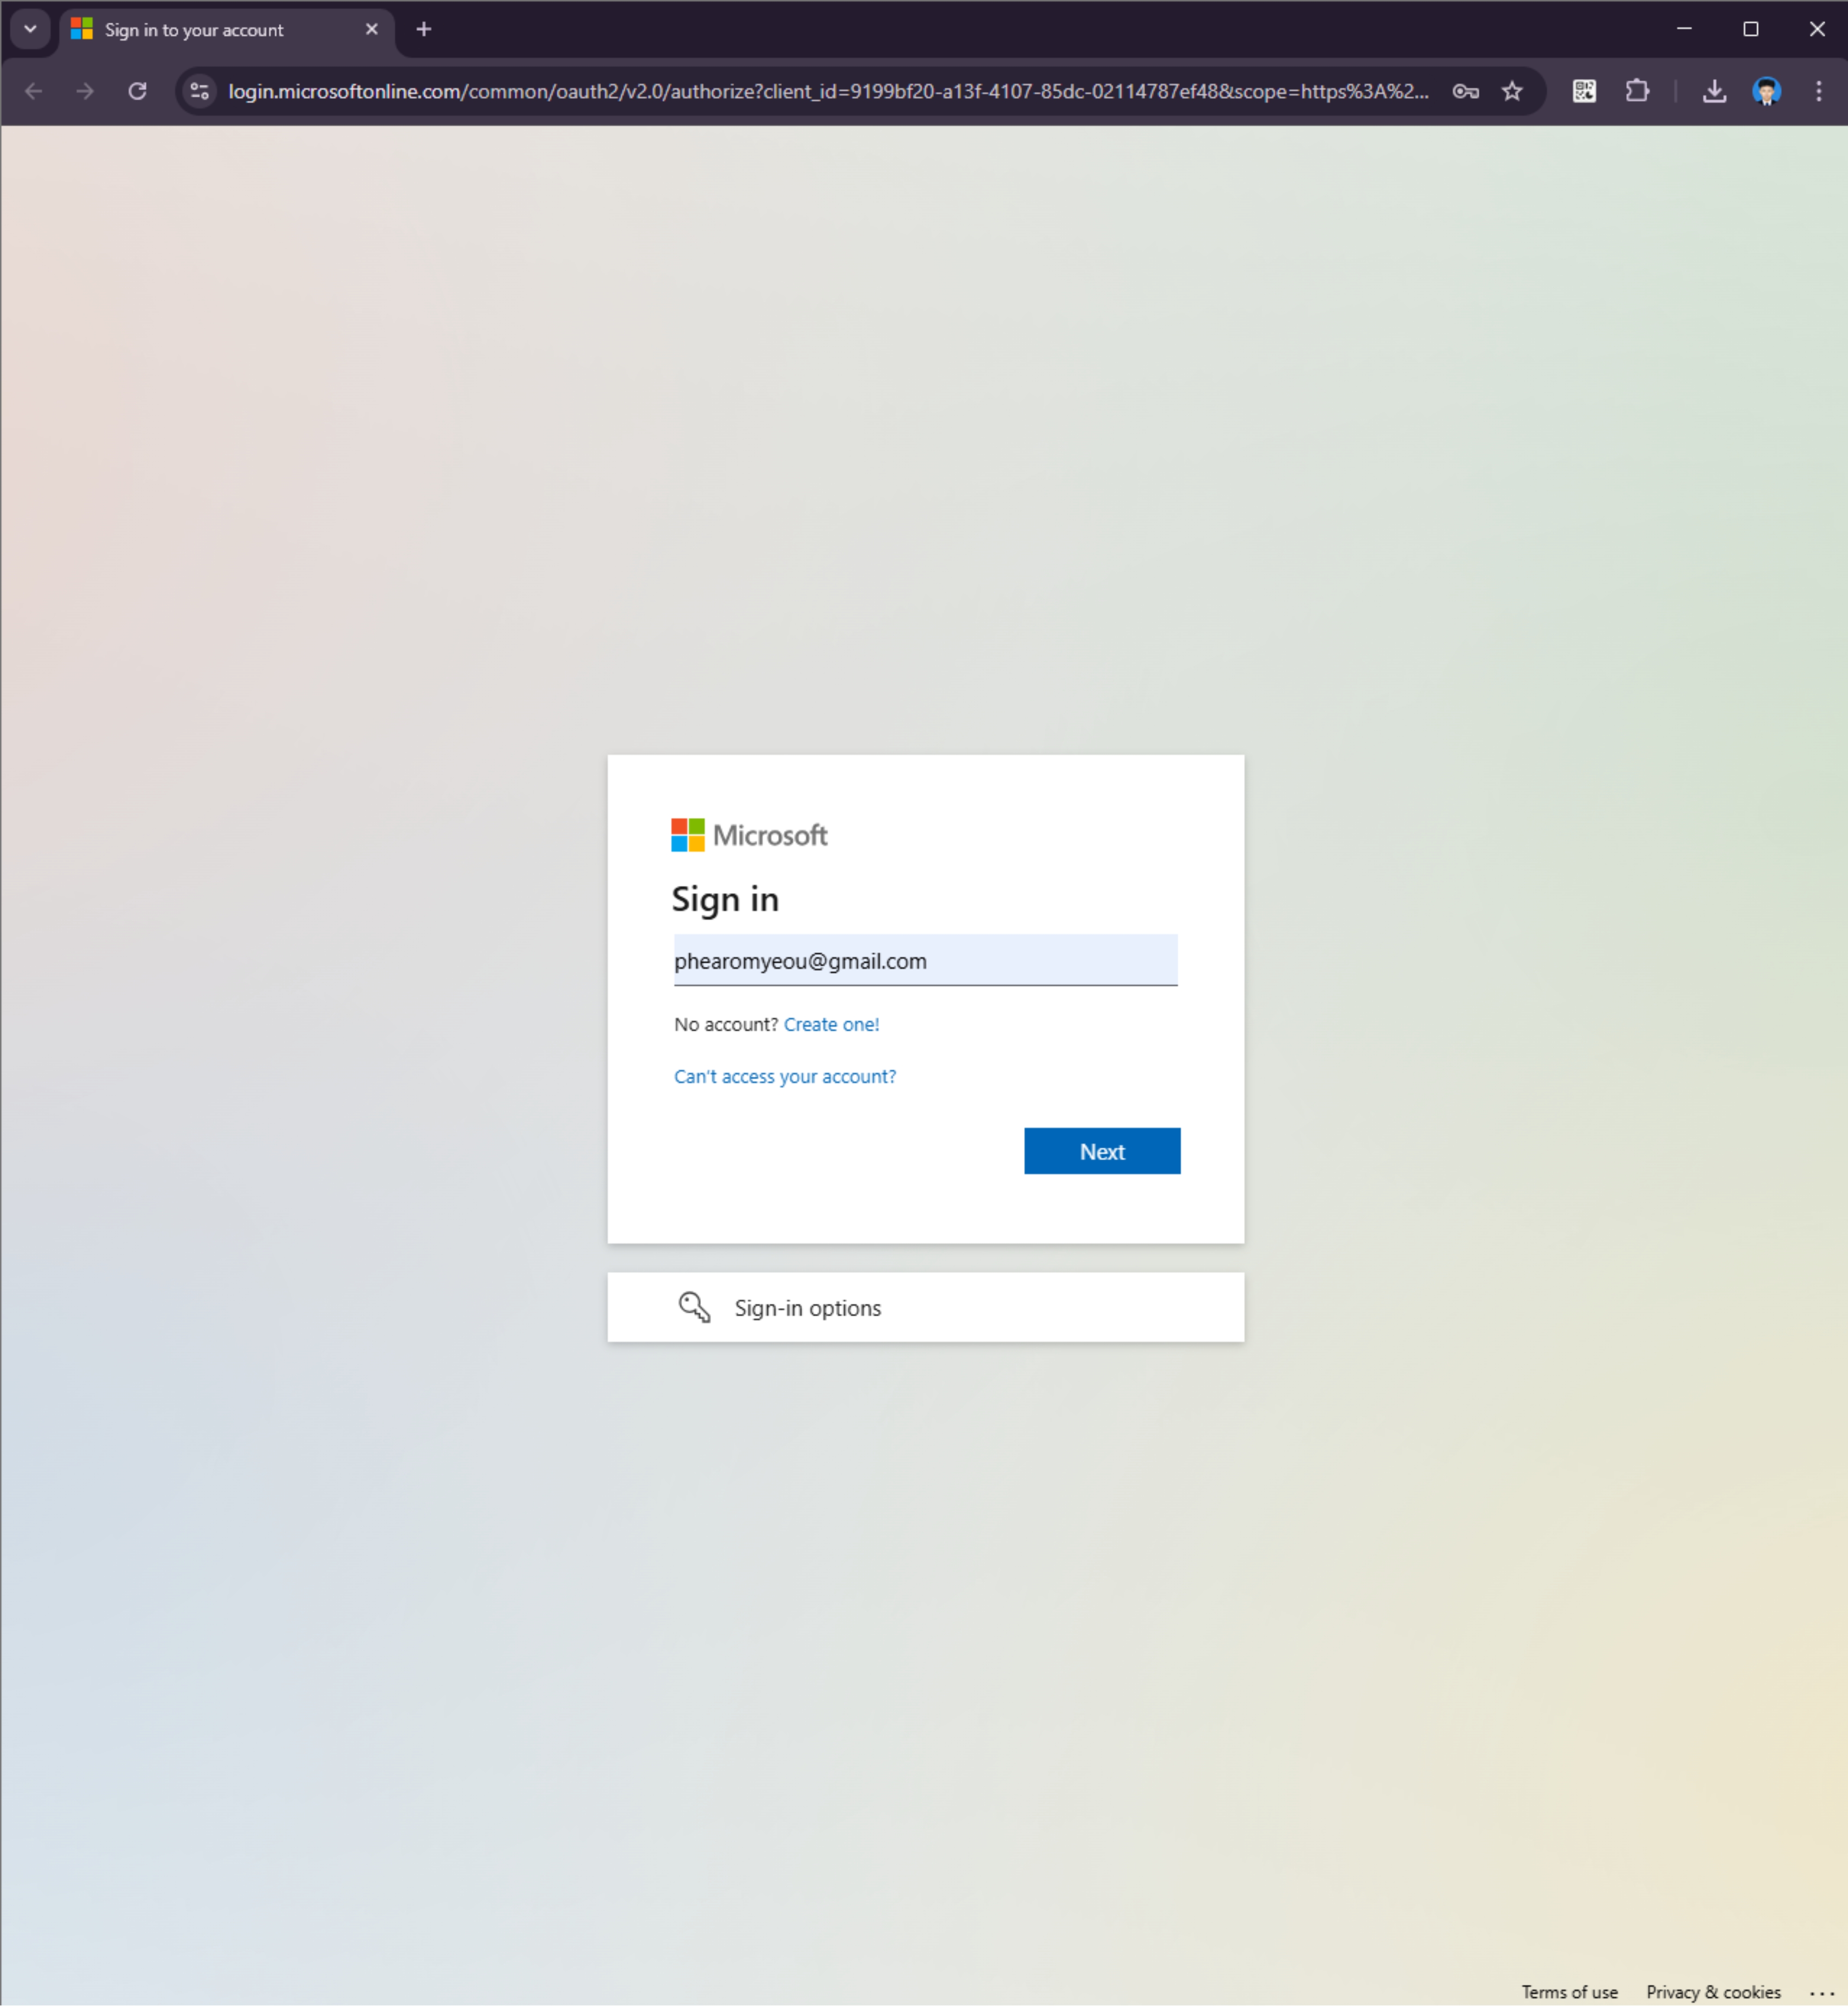 Sign in to your account
login.microsoftonline.com/common/oauth2/v2.0/authorize?client_id=9199bf20-a13f-4107-85dc-02114787ef48&scope=https%3A%2...
Microsoft
Sign in
phearomyeou@gmail.com
No account? Create one!
Can't access your account?
Next
Sign-in options
Terms of use Privacy & cookies ...